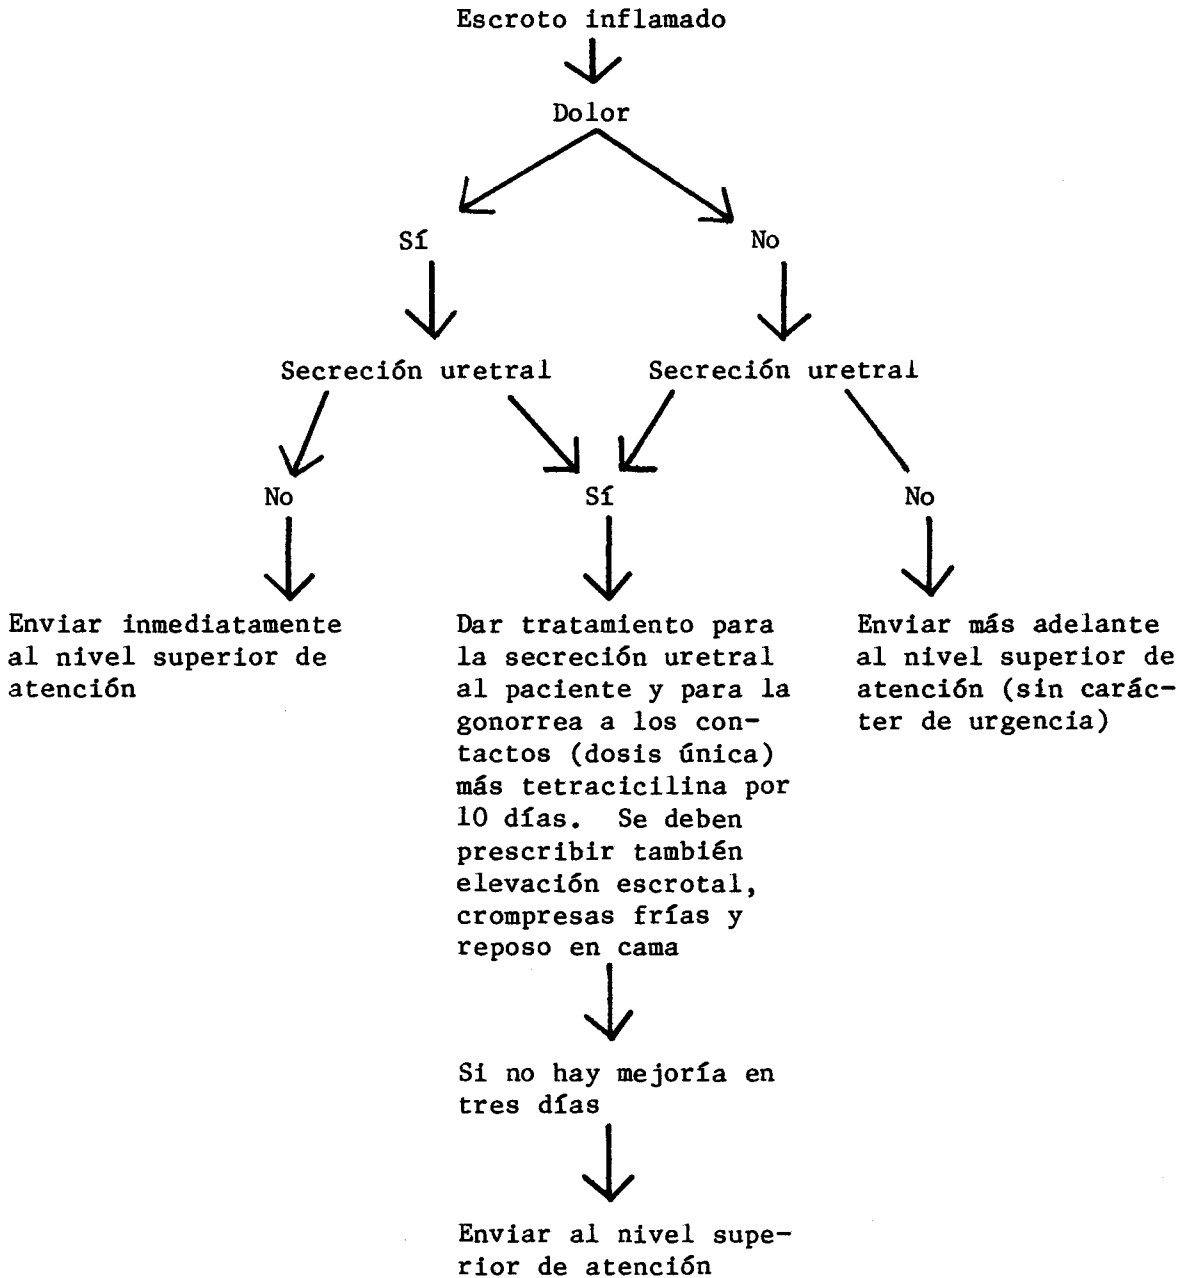 Escroto inflamado
Dolor
Sí
No
Secreción uretral
Secreción uretral
No
Sí
No
Enviar inmediatamente
al nivel superior de
atención
Dar tratamiento para
la secreción uretral
al paciente y para la
gonorrea a los con-
tactos (dosis única)
más tetracicilina por
10 días. Se deben
prescribir también
elevación escrotal,
crompresas frías y
reposo en cama
Enviar más adelante
al nivel superior de
atención (sin carác-
ter de urgencia)
Si no hay mejoría en
tres días
Enviar al nivel supe-
rior de atención